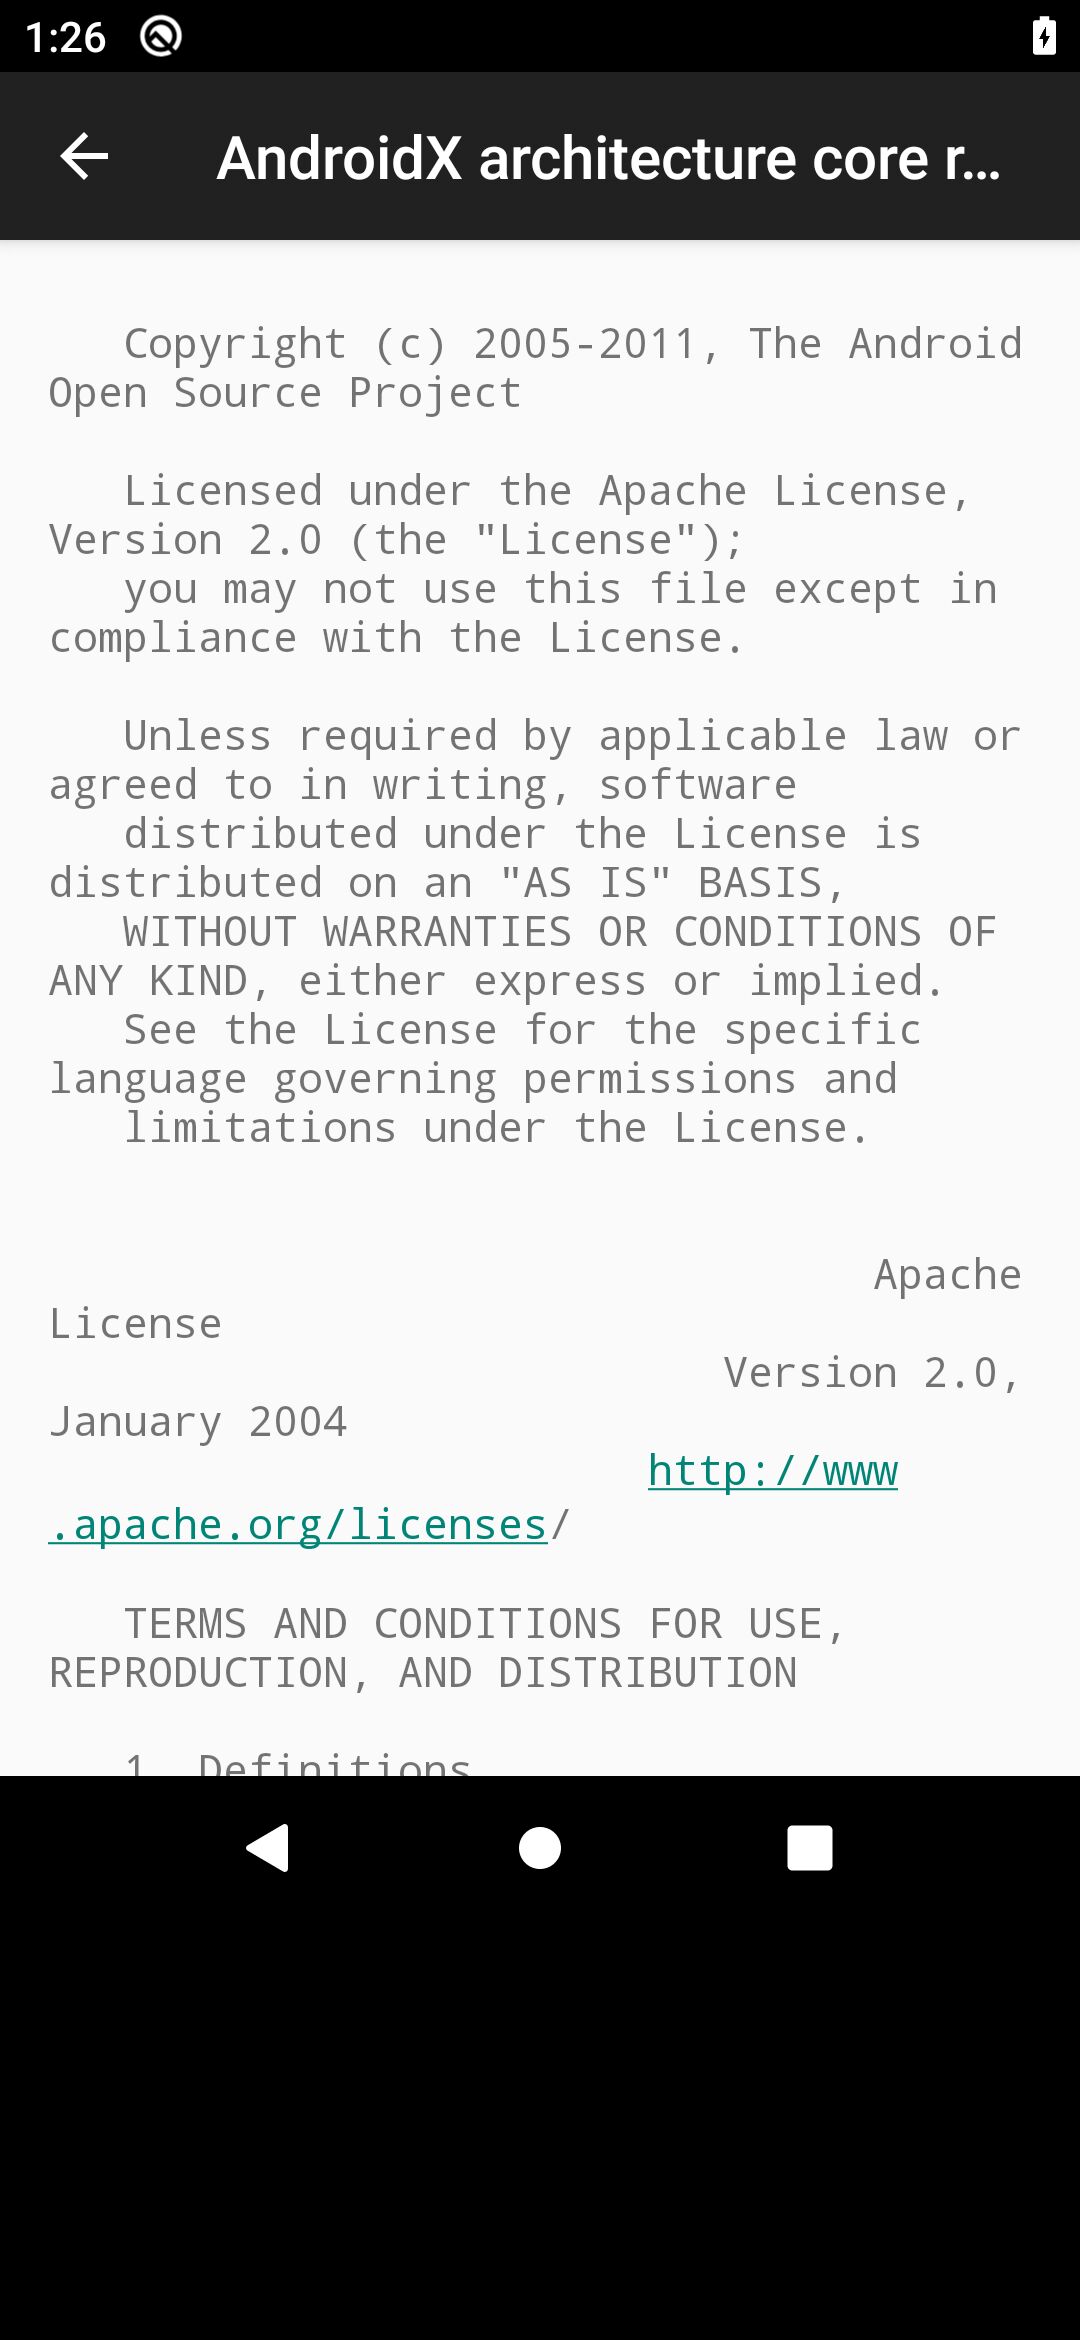 1:26
AndroidX architecture core r...
Copyright (c) 2005-2011, The Android
Open Source Project
Licensed under the Apache License,
Version 2.0 (the "License");
you may not use this file except in
compliance with the License.
Unless required by applicable law or
agreed to in writing, software
distributed under the License is
distributed on an "AS IS" BASIS,
WITHOUT WARRANTIES OR CONDITIONS OF
ANY KIND, either express or implied.
See the License for the specific
language governing permissions and
limitations under the License.
Apache
License
Version 2.0,
January 2004
http://www
.apache.org/licenses/
TERMS AND CONDITIONS FOR USE,
REPRODUCTION, AND DISTRIBUTION
1. Definitions.